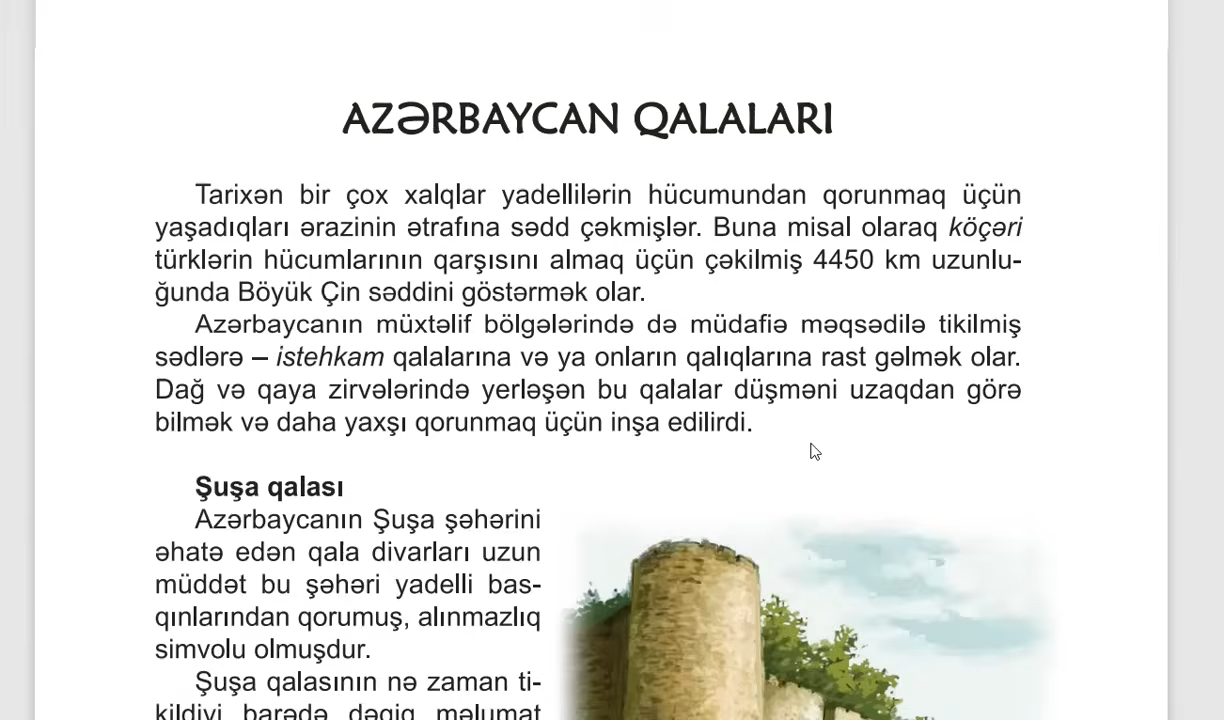 AZƏRBAYCAN QALALARI
Tarixən bir çox xalqlar yadellilərin hücumundan qorunmaq üçün
yaşadıqları ərazinin ətrafına sədd çəkmişlər. Buna misal olaraq köçəri
türklərin hücumlarının qarşısını almaq üçün çəkilmiş 4450 km uzunlu-
ğunda Böyük Çin səddini göstərmək olar.
Azərbaycanın müxtəlif bölgələrində də müdafiə məqsədilə tikilmiş
sədlərə – istehkam qalalarına və ya onların qalıqlarına rast gəlmək olar.
Dağ və qaya zirvələrində yerləşən bu qalalar düşməni uzaqdan görə
bilmək və daha yaxşı qorunmaq üçün inşa edilirdi.
Şuşa qalası
Azərbaycanın Şuşa şəhərini
əhatə edən qala divarları uzun
müddət bu şəhəri yadelli bas-
qınlarından qorumuş, alınmazlıq
simvolu olmuşdur.
Şuşa qalasının nə zaman ti-
kildiyi barədə dəqiq məlumat